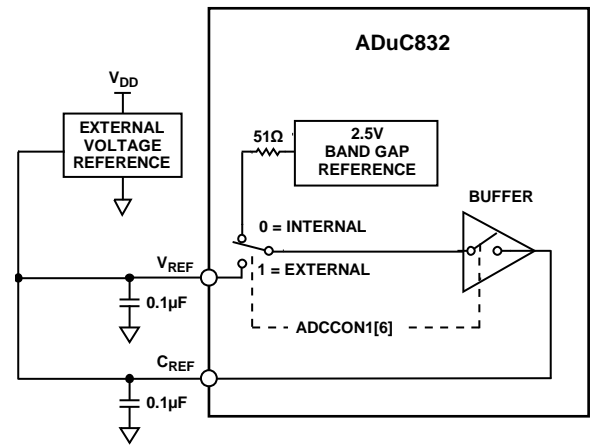 ADuC832
VDD
EXTERNAL
VOLTAGE
REFERENCE
51Ω
2.5V
BAND GAP
REFERENCE
BUFFER
0 = INTERNAL
VREF
1 = EXTERNAL
0.1µF
ADCCON1[6]
CREF
0.1µF